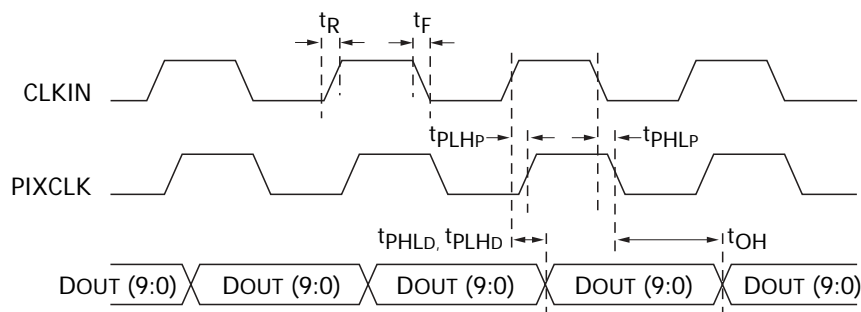 tR tF
CLKIN
tPLHP tPHLP
PIXCLK
tPHLD, tPLHD tOH
DOUT (9:0) DOUT (9:0) DOUT (9:0) DOUT (9:0) DOUT (9:0)